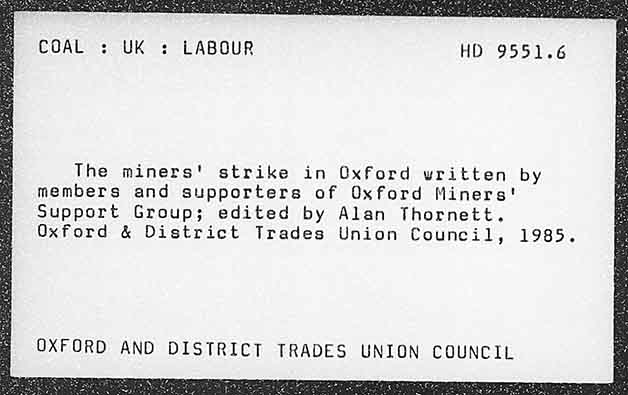 COAL : UK : LABOUR HD 9551.6
The miners' strike in Oxford written by
members and supporters of Oxford Miners'
Support Group; edited by Alan Thornett.
Oxford & District Trades Union Council, 1985.
OXFORD AND DISTRICT TRADES UNION COUNCIL